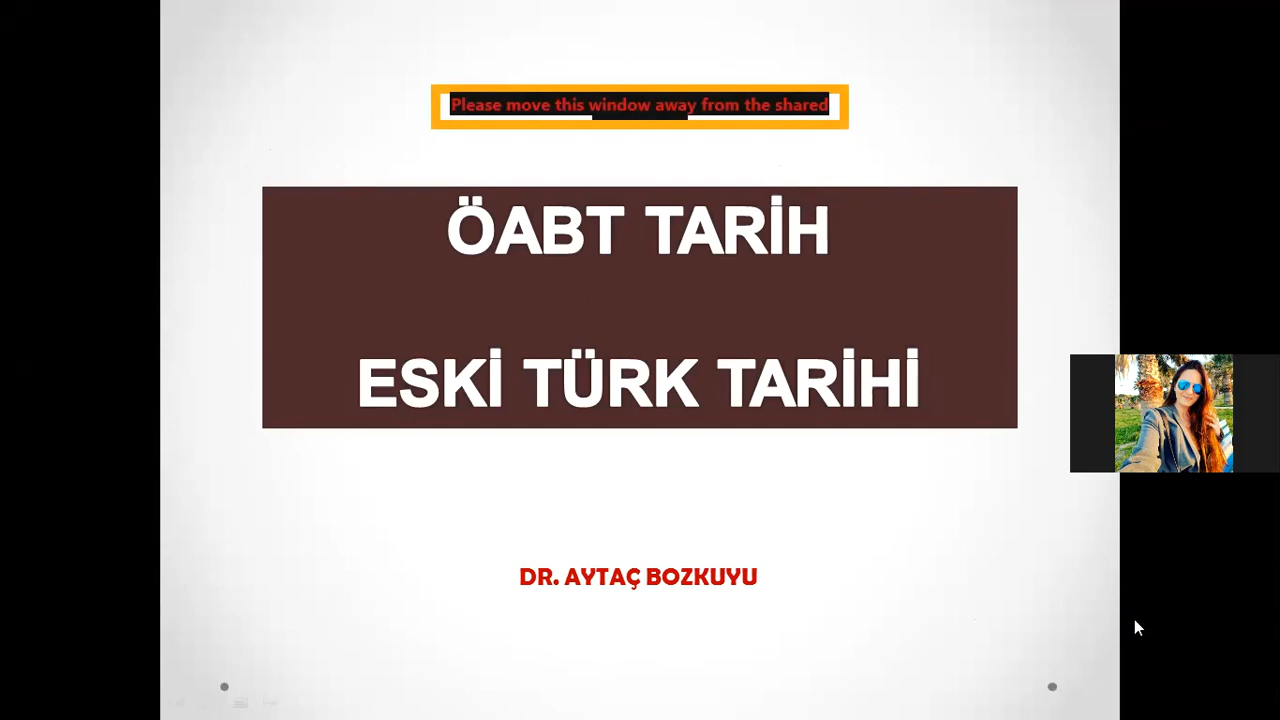 Please move this window away from the shared
ÖABT TARİH
ESKİ TÜRK TARİHİ
DR. AYTAÇ BOZKUYU